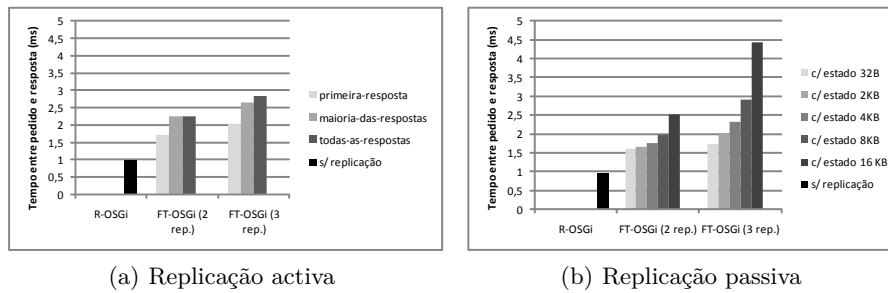 Tempo entre pedido e resposta (ms)
5
4,5
4
3,5
3
2,5
2
1,5
1
0,5
0
R-OSGi
FT-OSGi (2 rep.)
FT-OSGi (3 rep.)
primeira-resposta
maioria-das-respostas
todas-as-respostas
s/ replicação
(a) Replicação activa
Tempo entre pedido e resposta (ms)
5
4,5
4
3,5
3
2,5
2
1,5
1
0,5
0
R-OSGi
FT-OSGi (2 rep.)
FT-OSGi (3 rep.)
c/ estado 32B
c/ estado 2KB
c/ estado 4KB
c/ estado 8KB
c/ estado 16 KB
s/ replicação
(b) Replicação passiva